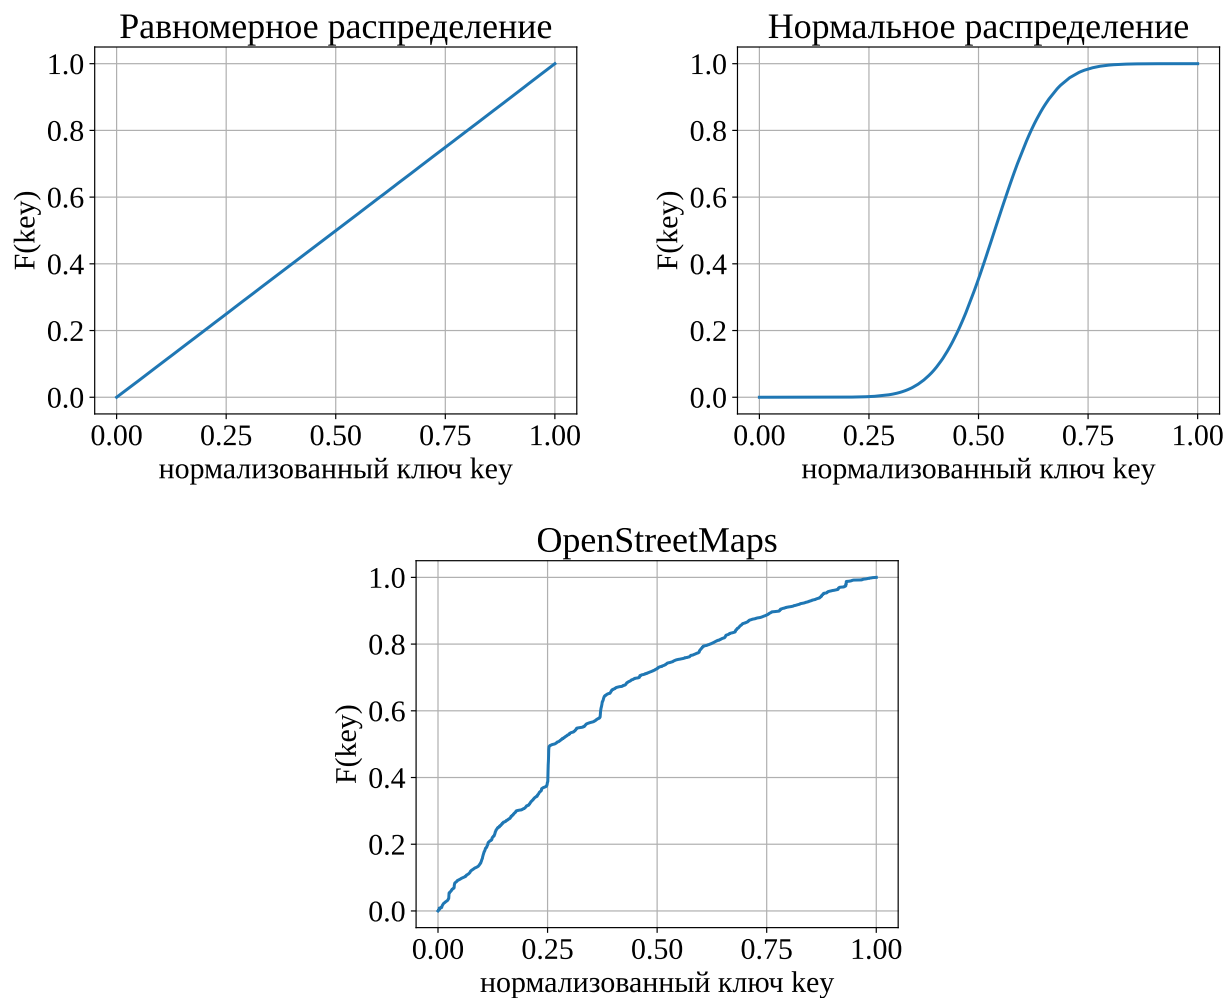 Равномерное распределение
1.0
0.8
0.6
0.4
0.2
0.0
F(key)
0.00 0.25 0.50 0.75 1.00
нормализованный ключ key
Нормальное распределение
1.0
0.8
0.6
0.4
0.2
0.0
F(key)
0.00 0.25 0.50 0.75 1.00
нормализованный ключ key
OpenStreetMaps
1.0
0.8
0.6
0.4
0.2
0.0
F(key)
0.00 0.25 0.50 0.75 1.00
нормализованный ключ key